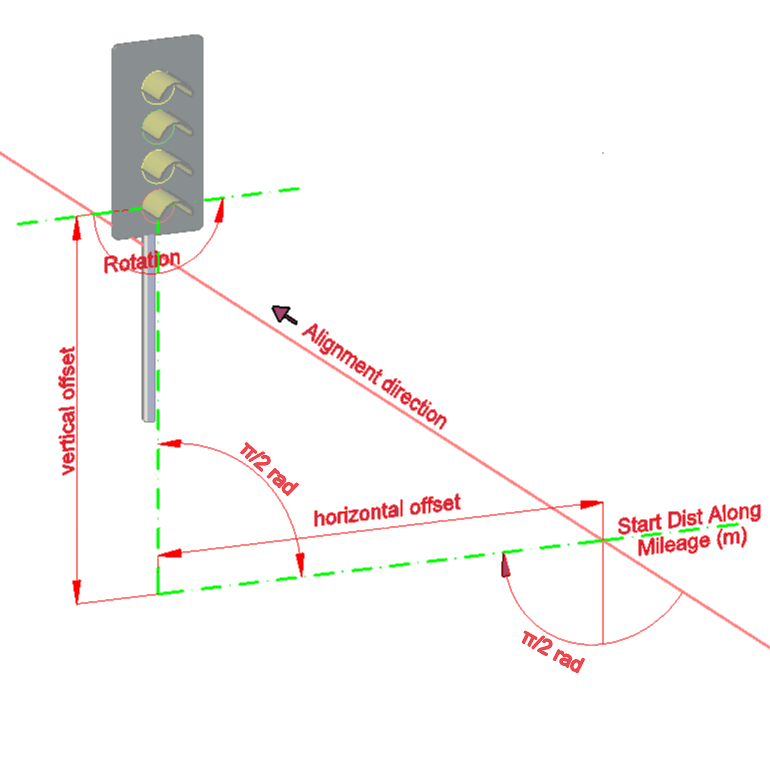 Rotation
Alignment direction
vertical offset
π/2 rad
horizontal offset
Start Dist Along
Mileage (m)
π/2 rad